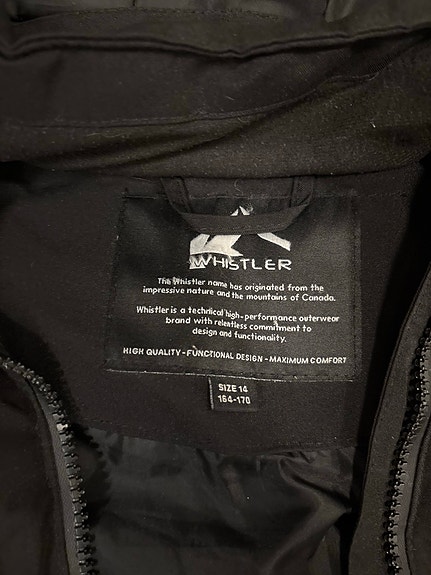 WHISTLER
The Whistler name has originated from the
impressive nature and the mountains of Canada.
Whistler is a technical high-performance outerwear
brand with relentless commitment to
design and functionality.
HIGH QUALITY - FUNCTIONAL DESIGN - MAXIMUM COMFORT
SIZE 14
164-170